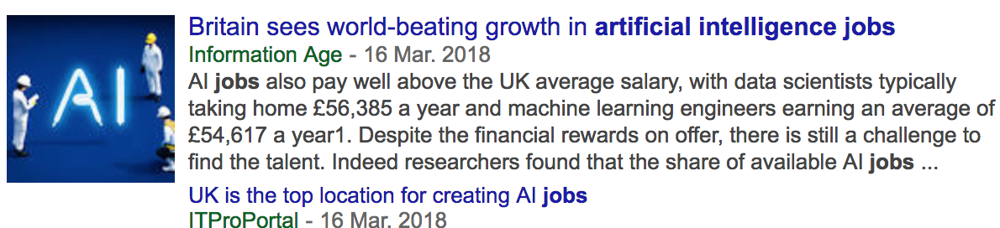 AI
Britain sees world-beating growth in artificial intelligence jobs
Information Age - 16 Mar. 2018
AI jobs also pay well above the UK average salary, with data scientists typically
taking home £56,385 a year and machine learning engineers earning an average of
£54,617 a year1. Despite the financial rewards on offer, there is still a challenge to
find the talent. Indeed researchers found that the share of available AI jobs ...
UK is the top location for creating AI jobs
ITProPortal - 16 Mar. 2018